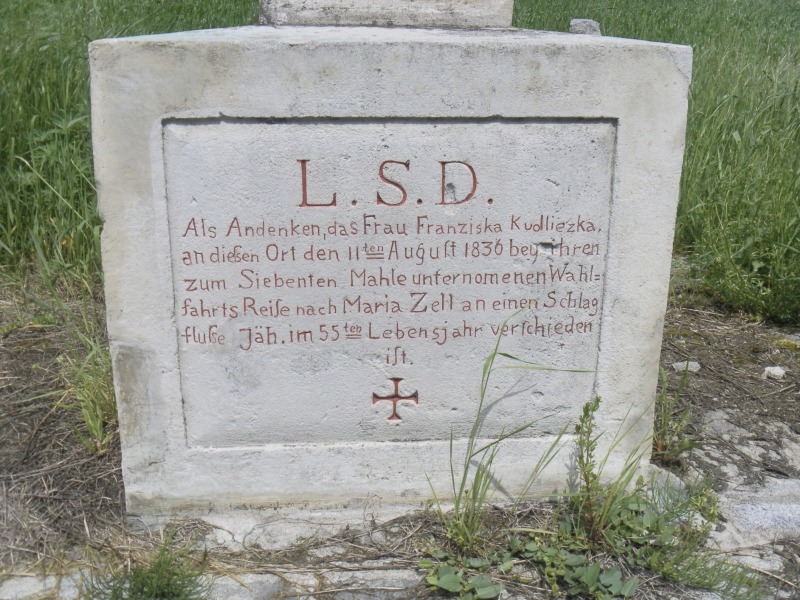 L.S.D.
Als Andenken, das Frau Franziska Kudliezka,
an dieſen Ort den 11ten Auguſt 1836 bey ihren
zum Siebenten Mahle unternomenen Wahl=
fahrts Reiſe nach Maria Zell an einen Schlag
fluſse Jäh. im 55ten Lebensjahr verſchieden
iſt.